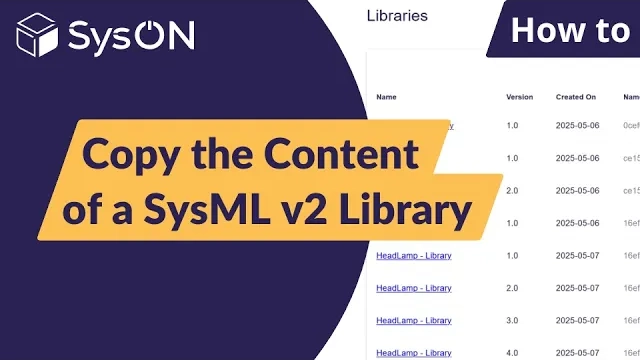 SysON
How to
Libraries
Copy the Content
of a SysML v2 Library
Name Version Created On Name
1.0 2025-05-06 0cef
1.0 2025-05-06 ce15
2.0 2025-05-06 ce15
1.0 2025-05-06 16ef
HeadLamp - Library 1.0 2025-05-07 16ef
HeadLamp - Library 2.0 2025-05-07 16ef
HeadLamp - Library 3.0 2025-05-07 16ef
HeadLamp - Library 4.0 2025-05-07 16ef